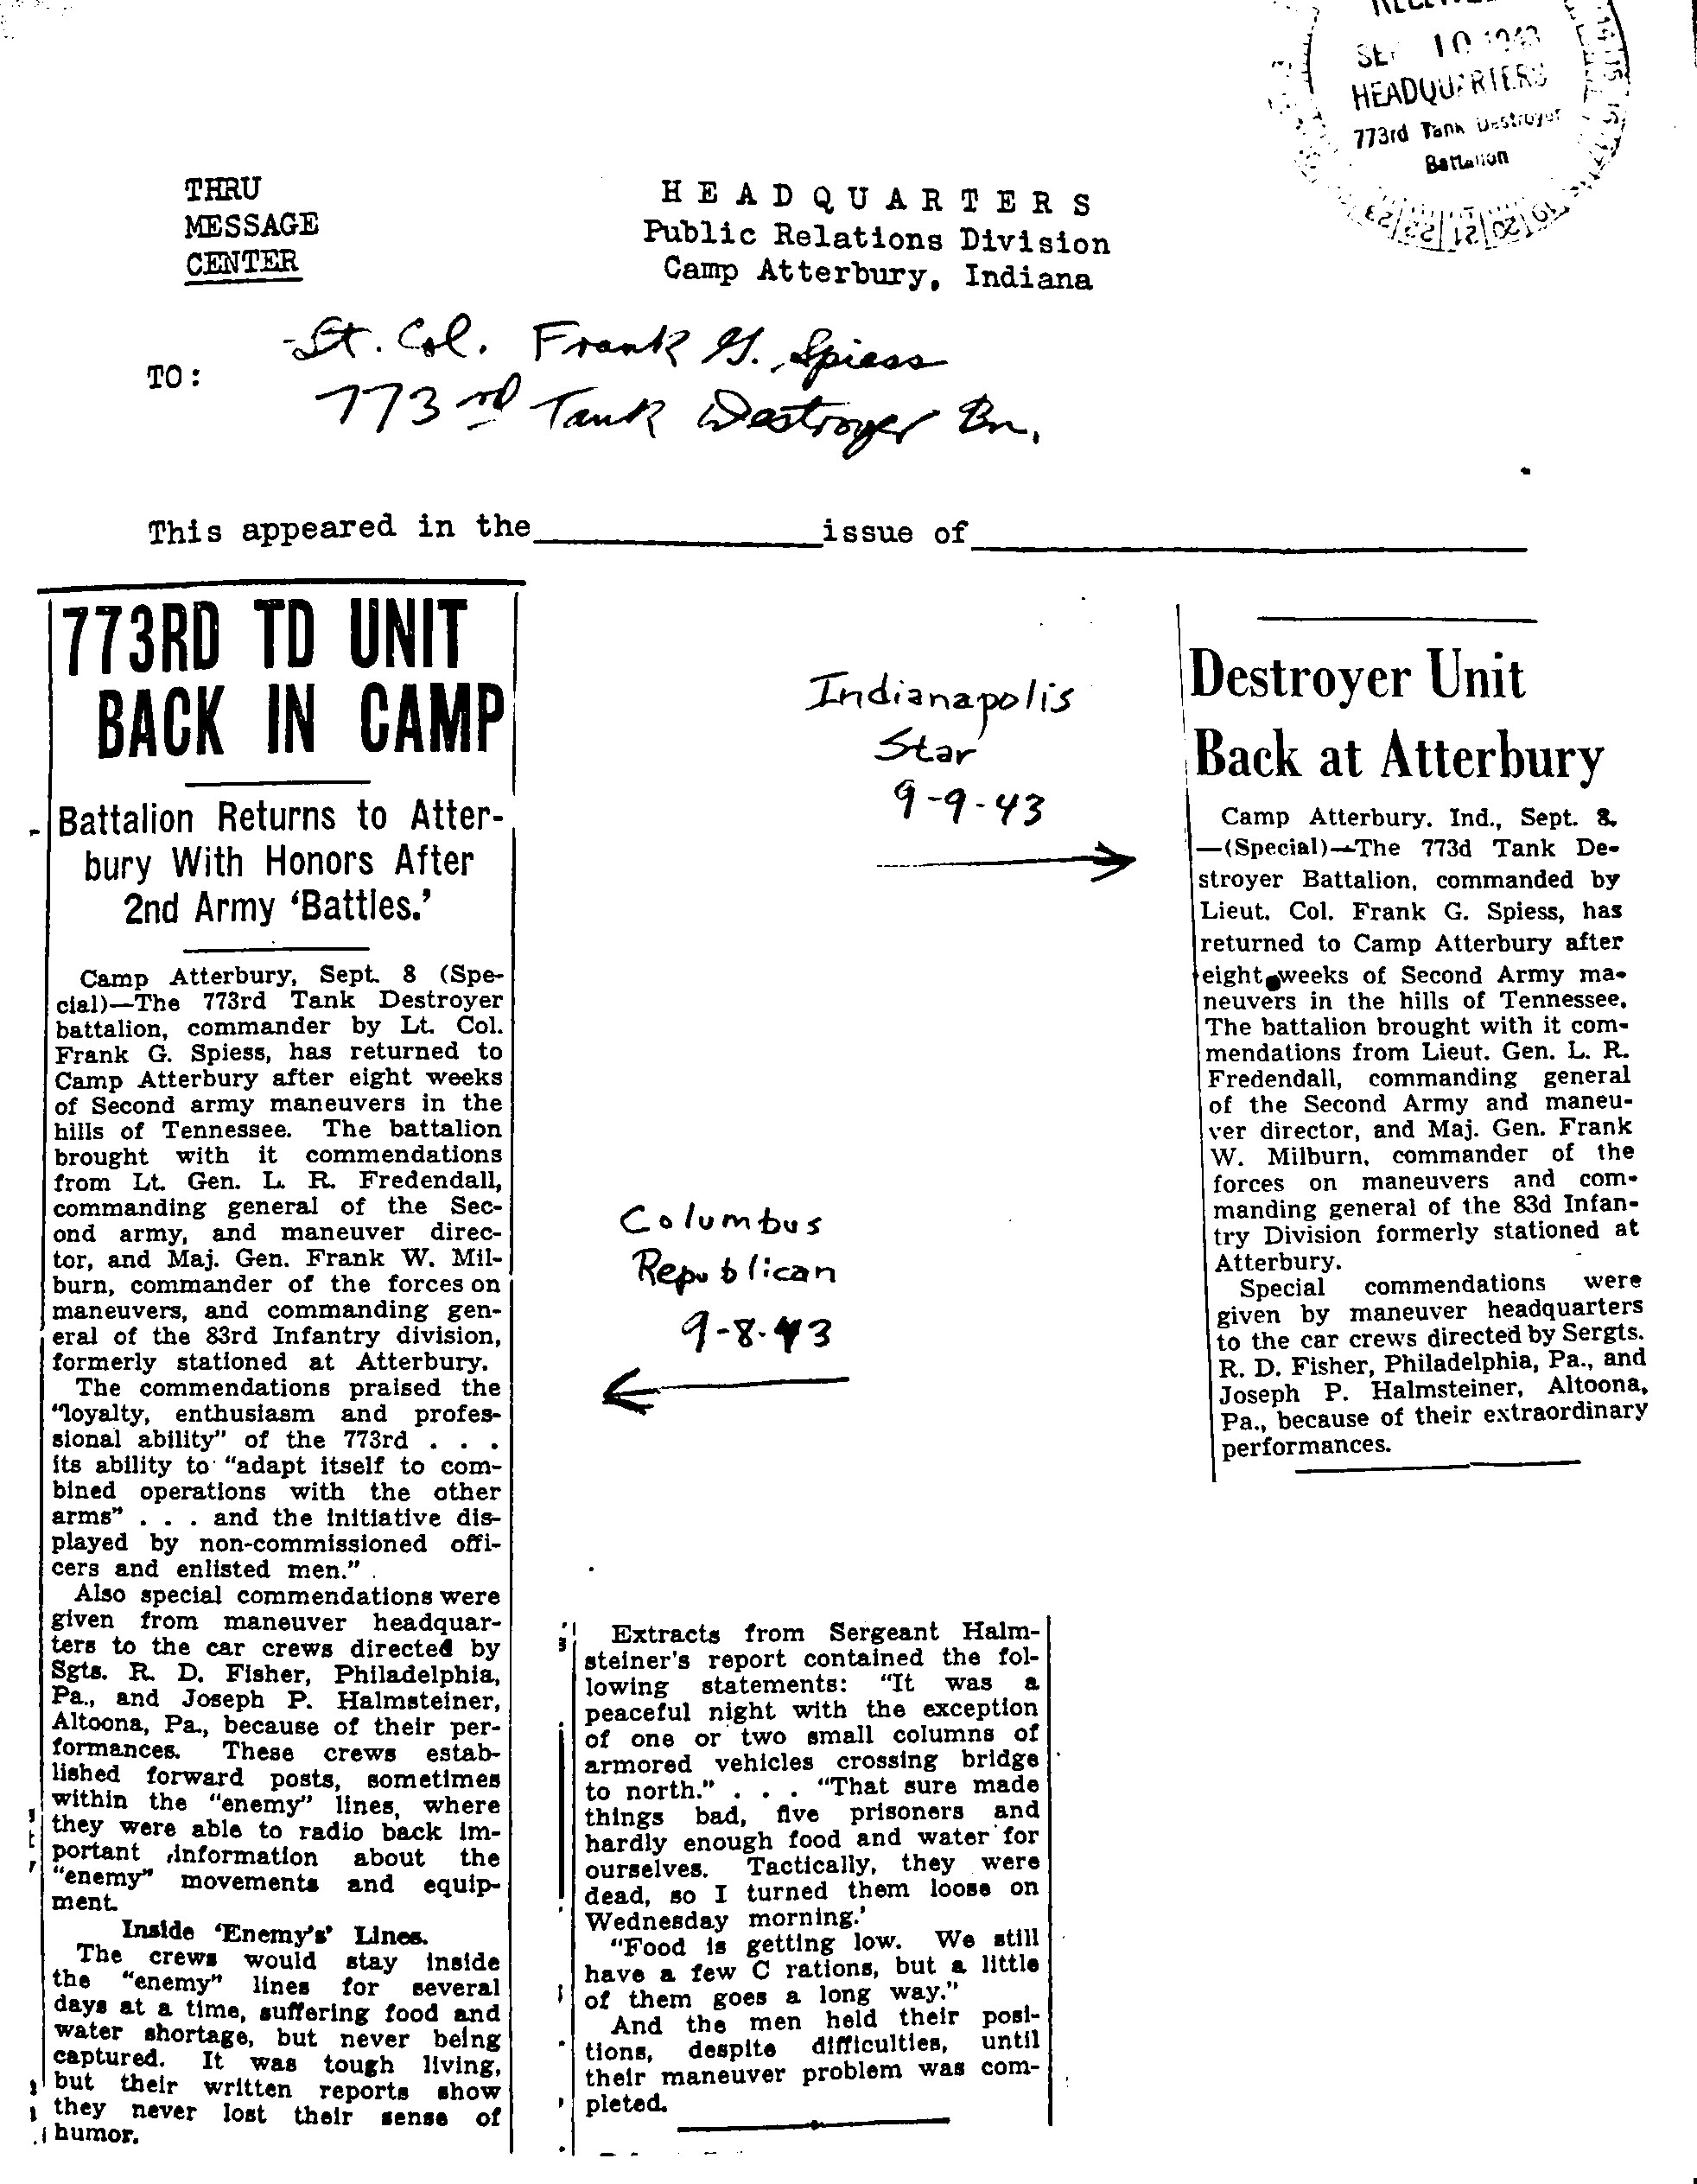 SEP 10 1943
HEADQUARTERS
773rd Tank Destroyer
Battalion
THRU
MESSAGE
CENTER
HEADQUARTERS
Public Relations Division
Camp Atterbury, Indiana
TO:
Lt. Col. Frank G. Spiess
773rd Tank Destroyer Bn.
This appeared in the issue of
773RD TD UNIT
BACK IN CAMP
Battalion Returns to Atter-
bury With Honors After
2nd Army ‘Battles.’
Camp Atterbury, Sept. 8 (Spe-
cial)—The 773rd Tank Destroyer
battalion, commander by Lt. Col.
Frank G. Spiess, has returned to
Camp Atterbury after eight weeks
of Second army maneuvers in the
hills of Tennessee. The battalion
brought with it commendations
from Lt. Gen. L. R. Fredendall,
commanding general of the Sec-
ond army, and maneuver direc-
tor, and Maj. Gen. Frank W. Mil-
burn, commander of the forces on
maneuvers, and commanding gen-
eral of the 83rd Infantry division,
formerly stationed at Atterbury.
The commendations praised the
“loyalty, enthusiasm and profes-
sional ability” of the 773rd . . .
its ability to “adapt itself to com-
bined operations with the other
arms” . . . and the initiative dis-
played by non-commissioned offi-
cers and enlisted men.”
Also special commendations were
given from maneuver headquar-
ters to the car crews directed by
Sgts. R. D. Fisher, Philadelphia,
Pa., and Joseph P. Halmsteiner,
Altoona, Pa., because of their per-
formances. These crews estab-
lished forward posts, sometimes
within the “enemy” lines, where
they were able to radio back im-
portant information about the
“enemy” movements and equip-
ment.
Inside ‘Enemy’s’ Lines.
The crews would stay inside
the “enemy” lines for several
days at a time, suffering food and
water shortage, but never being
captured. It was tough living,
but their written reports show
they never lost their sense of
humor.
Columbus
Republican
9-8-43
Extracts from Sergeant Halm-
steiner’s report contained the fol-
lowing statements: “It was a
peaceful night with the exception
of one or two small columns of
armored vehicles crossing bridge
to north.” . . . “That sure made
things bad, five prisoners and
hardly enough food and water for
ourselves. Tactically, they were
dead, so I turned them loose on
Wednesday morning.’
“Food is getting low. We still
have a few C rations, but a little
of them goes a long way.”
And the men held their posi-
tions, despite difficulties, until
their maneuver problem was com-
pleted.
Indianapolis
Star
9-9-43
Destroyer Unit
Back at Atterbury
Camp Atterbury. Ind., Sept. 8.
—(Special)—The 773d Tank De-
stroyer Battalion, commanded by
Lieut. Col. Frank G. Spiess, has
returned to Camp Atterbury after
eight weeks of Second Army ma-
neuvers in the hills of Tennessee.
The battalion brought with it com-
mendations from Lieut. Gen. L. R.
Fredendall, commanding general
of the Second Army and maneu-
ver director, and Maj. Gen. Frank
W. Milburn, commander of the
forces on maneuvers and com-
manding general of the 83d Infan-
try Division formerly stationed at
Atterbury.
Special commendations were
given by maneuver headquarters
to the car crews directed by Sergts.
R. D. Fisher, Philadelphia, Pa., and
Joseph P. Halmsteiner, Altoona,
Pa., because of their extraordinary
performances.